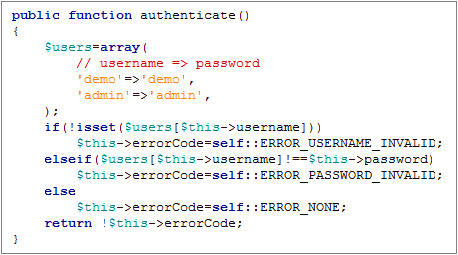 public function authenticate()
{
    $users=array(
        // username => password
        'demo'=>'demo',
        'admin'=>'admin',
    );
    if(!isset($users[$this->username]))
        $this->errorCode=self::ERROR_USERNAME_INVALID;
    elseif($users[$this->username]!==$this->password)
        $this->errorCode=self::ERROR_PASSWORD_INVALID;
    else
        $this->errorCode=self::ERROR_NONE;
    return !$this->errorCode;
}